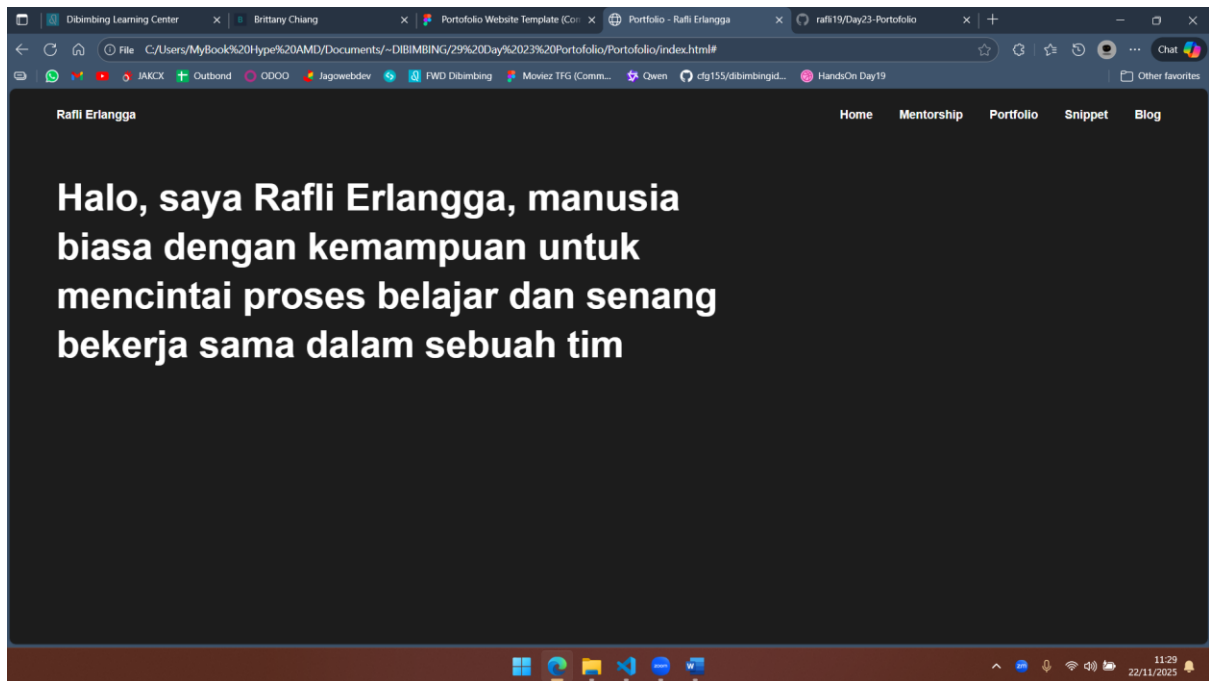 Dibimbing Learning Center
Brittany Chiang
Portofolio Website Template (Con
Portfolio - Rafli Erlangga
rafli19/Day23-Portofolio
File C:/Users/MyBook%20Hype%20AMD/Documents/~DIBIMBING/29%20Day%2023%20Portofolio/Portofolio/index.html#
Chat
JAKCX
Outbond
ODOO
Jagowebdev
FWD Dibimbing
Moviez TFG (Comm...
Qwen
cfg155/dibimbingid...
HandsOn Day19
Other favorites
Rafli Erlangga
Home Mentorship Portfolio Snippet Blog
Halo, saya Rafli Erlangga, manusia
biasa dengan kemampuan untuk
mencintai proses belajar dan senang
bekerja sama dalam sebuah tim
zoom
zm
11:29
22/11/2025